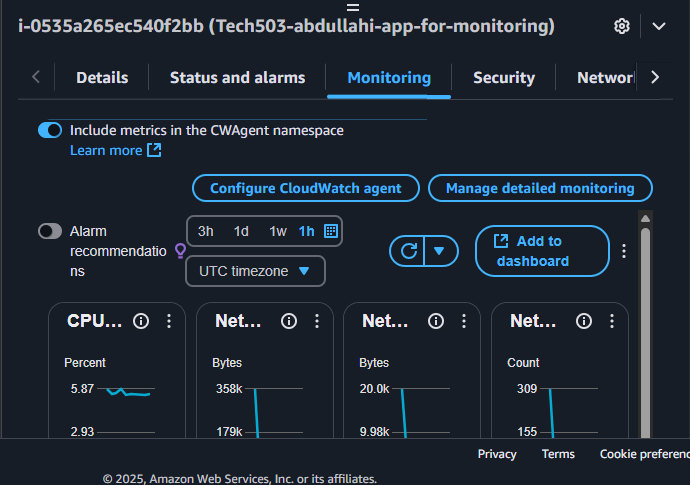 i-0535a265ec540f2bb (Tech503-abdullahi-app-for-monitoring)
Details
Status and alarms
Monitoring
Security
Networ
Include metrics in the CWAgent namespace
Learn more
Configure CloudWatch agent
Manage detailed monitoring
Alarm
recommendatio
ns
3h 1d 1w 1h
UTC timezone
Add to
dashboard
CPU...
Percent
5.87
2.93
Net...
Bytes
358k
179k
Net...
Bytes
20.0k
9.98k
Net...
Count
309
155
Privacy Terms Cookie preferenc
© 2025, Amazon Web Services, Inc. or its affiliates.